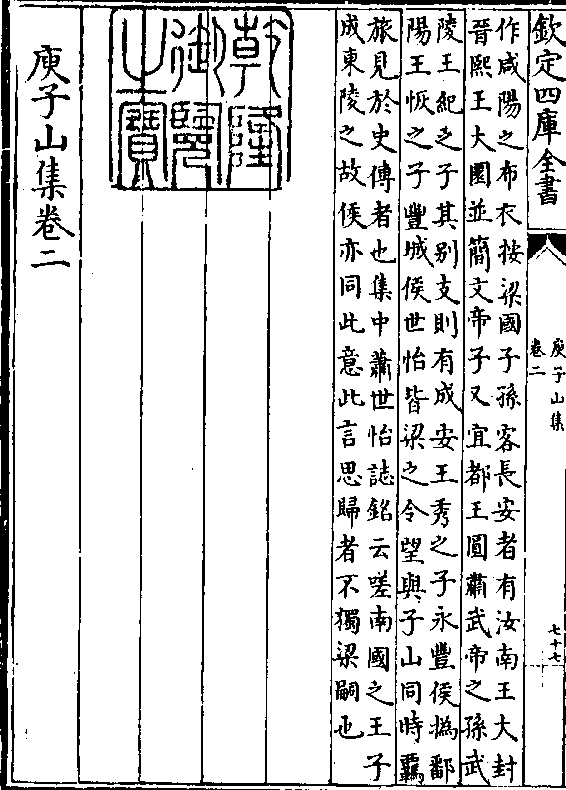 欽定四庫全書
庾子山集
卷二
七十七
作咸陽之布衣按梁國子孫客長安者有汝南王大封
晉熙王大圜並簡文帝子又宜都王圓肅武帝之孫武
陵王紀之子其别支則有成安王秀之子永豐侯撝鄱
陽王恢之子豐城侯世怡皆梁之令望與子山同時羈
旅見於史傳者也集中蕭世怡誌銘云嗟南國之王子
成東陵之故侯亦同此意此言思歸者不獨梁嗣也
乾隆
御覽
之寶
庾子山集卷二